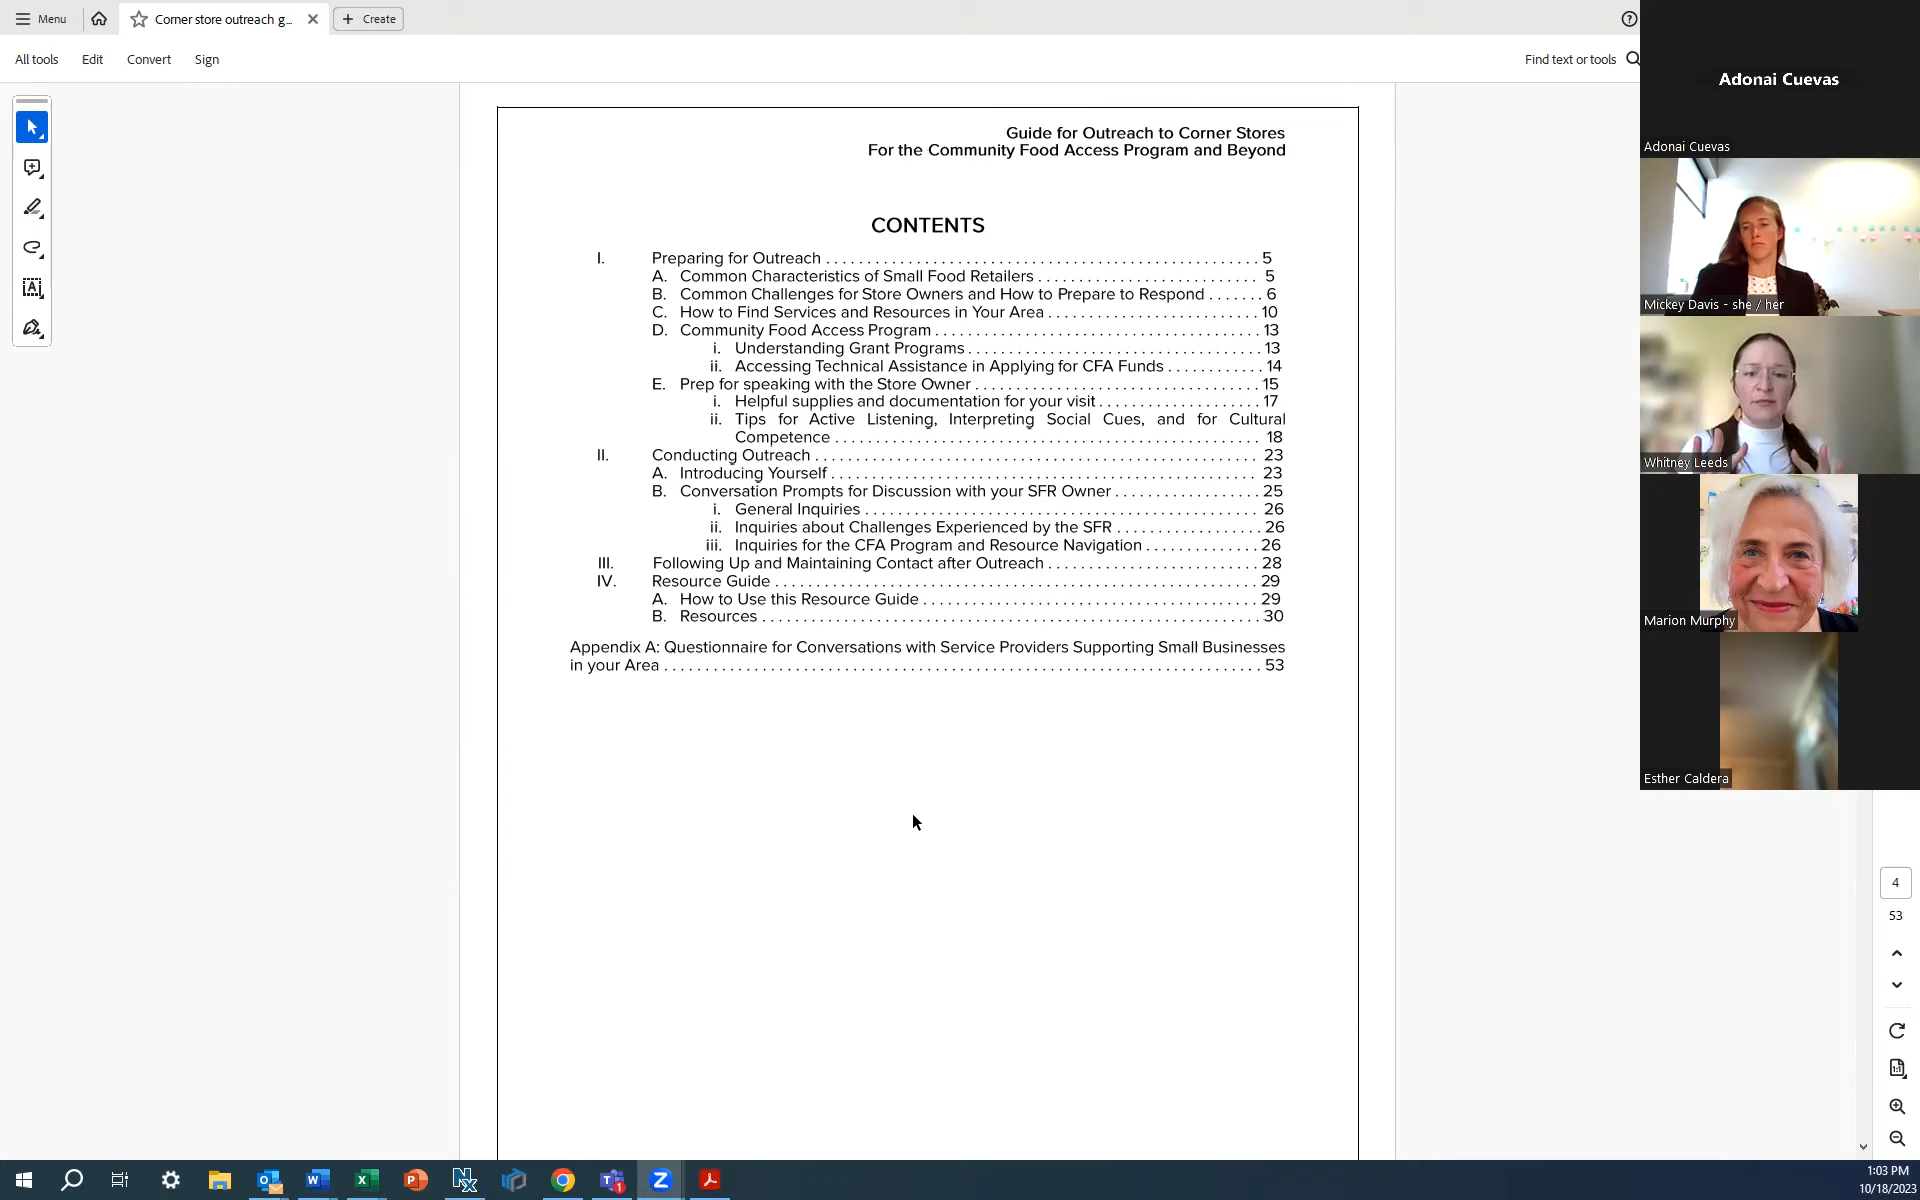 Menu
Corner store outreach g...
Create
All tools
Edit
Convert
Sign
Find text or tools
Guide for Outreach to Corner Stores
For the Community Food Access Program and Beyond
CONTENTS
I. Preparing for Outreach . . . . . . . . . . . . . . . . . . . . 5
A. Common Characteristics of Small Food Retailers . . . . . . . . . . 5
B. Common Challenges for Store Owners and How to Prepare to Respond . . . . . . . 6
C. How to Find Services and Resources in Your Area . . . . . . . . . . 10
D. Community Food Access Program . . . . . . . . . . 13
i. Understanding Grant Programs . . . . . . . . . . 13
ii. Accessing Technical Assistance in Applying for CFA Funds . . . . . . . . . . 14
E. Prep for speaking with the Store Owner . . . . . . . . . . 15
i. Helpful supplies and documentation for your visit . . . . . . . . . . 17
ii. Tips for Active Listening, Interpreting Social Cues, and for Cultural
Competence . . . . . . . . . . 18
II. Conducting Outreach . . . . . . . . . . 23
A. Introducing Yourself . . . . . . . . . . 23
B. Conversation Prompts for Discussion with your SFR Owner . . . . . . . . . . 25
i. General Inquiries . . . . . . . . . . 26
ii. Inquiries about Challenges Experienced by the SFR . . . . . . . . . . 26
iii. Inquiries for the CFA Program and Resource Navigation . . . . . . . . . . 26
III. Following Up and Maintaining Contact after Outreach . . . . . . . . . . 28
IV. Resource Guide . . . . . . . . . . 29
A. How to Use this Resource Guide . . . . . . . . . . 29
B. Resources . . . . . . . . . . 30
Appendix A: Questionnaire for Conversations with Service Providers Supporting Small Businesses
in your Area . . . . . . . . . . 53
Adonai Cuevas
Adonai Cuevas
Mickey Davis - she / her
Whitney Leeds
Marion Murphy
Esther Caldera
4
53
1:03 PM
10/18/2023